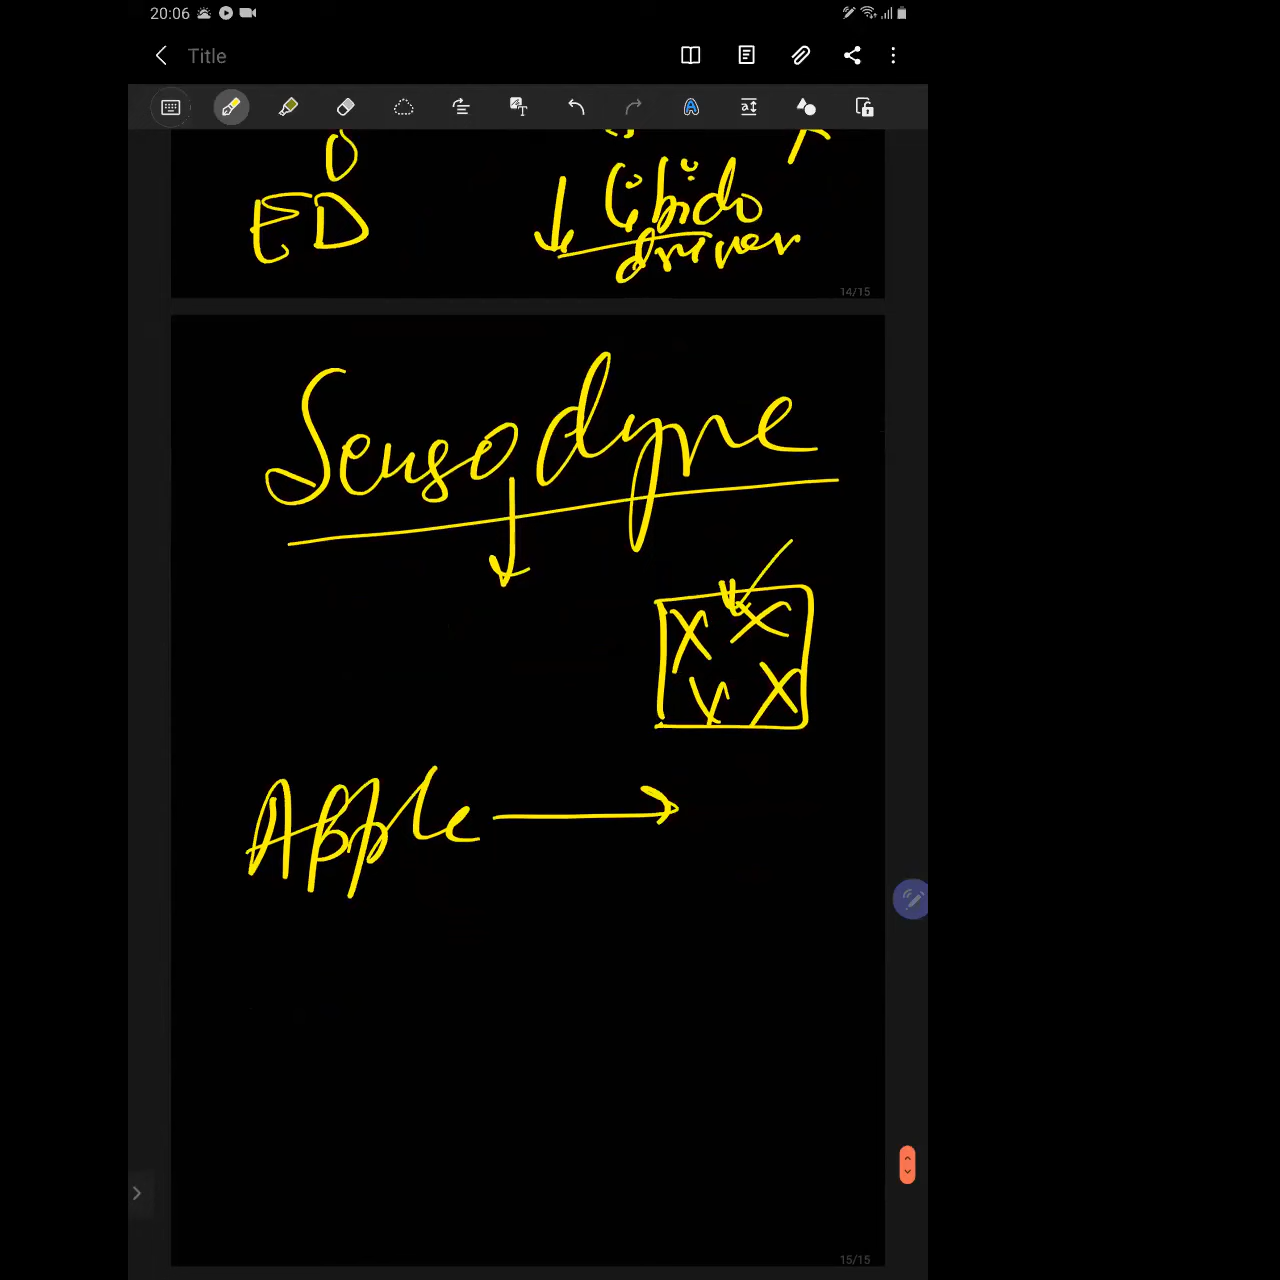 20:06
Title
ED
↓ Libido
driver
14/15
Sensodyne
X X
X X
Apple →
15/15